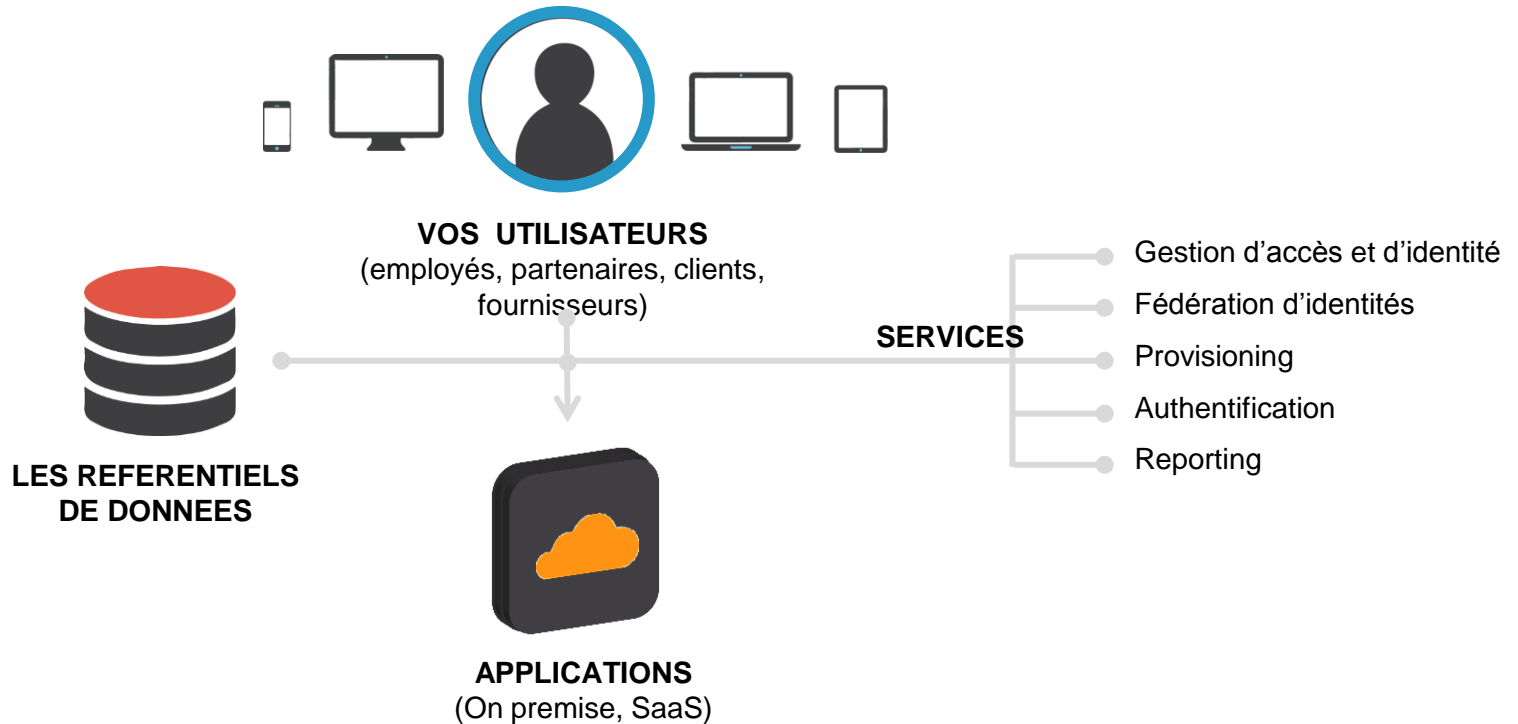 VOS UTILISATEURS
(employés, partenaires, clients,
fournisseurs)
LES REFERENTIELS
DE DONNEES
SERVICES
Gestion d’accès et d’identité
Fédération d’identités
Provisioning
Authentification
Reporting
APPLICATIONS
(On premise, SaaS)